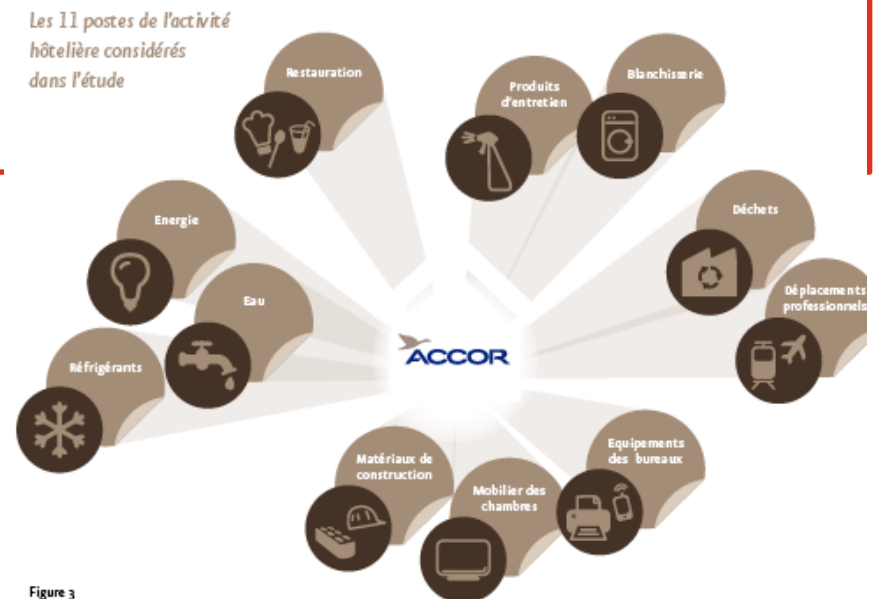 Les 11 postes de l'activité
hôtelière considérés
dans l'étude
Restauration
Produits
d'entretien
Blanchisserie
Energie
Déchets
Eau
Déplacements
professionnels
Réfrigérants
ACCOR
Matériaux de
construction
Mobilier des
chambres
Equipements
des bureaux
Figure 3